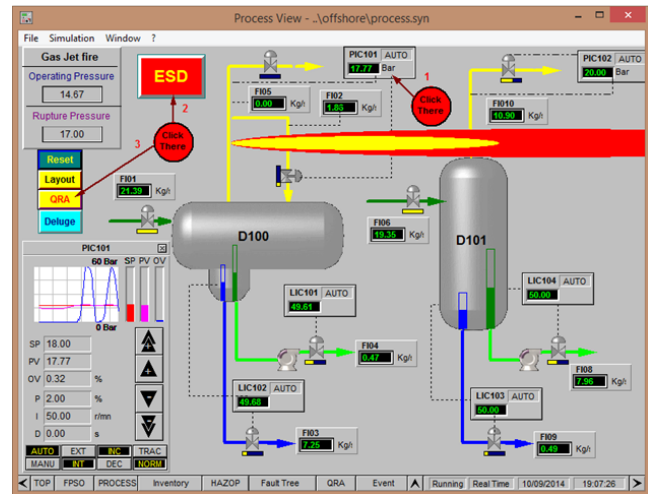 Process View - ..\offshore\process.syn
File Simulation Window ?
Gas Jet fire
Operating Pressure
14.67
Rupture Pressure
17.00
ESD
2
3
Click
There
Reset
Layout
QRA
Deluge
PIC101 AUTO
17.77 Bar
1
Click
There
PIC102 AUTO
20.00 Bar
FI05
0.00 Kg/s
FI02
FI010
10.90
FI01
21.39 Kg/s
D100
FI06
19.35 Kg/s
D101
LIC101 AUTO
49.61
LIC104 AUTO
50.00
FI04
0.47 Kg/s
FI08
7.96 Kg/s
LIC102 AUTO
LIC103 AUTO
50.00
FI03
7.25 Kg/s
FI09
0.49 Kg/s
PIC101
60 Bar SP PV OV
0 Bar
SP 18.00
PV 17.77
OV 0.32 %
P 2.00 %
I 50.00 r/mn
D 0.00 s
AUTO EXT INC TRAC
MANU INT DEC NORM
TOP FPSO PROCESS Inventory HAZOP Fault Tree QRA Event Running Real Time 10/09/2014 19:07:26